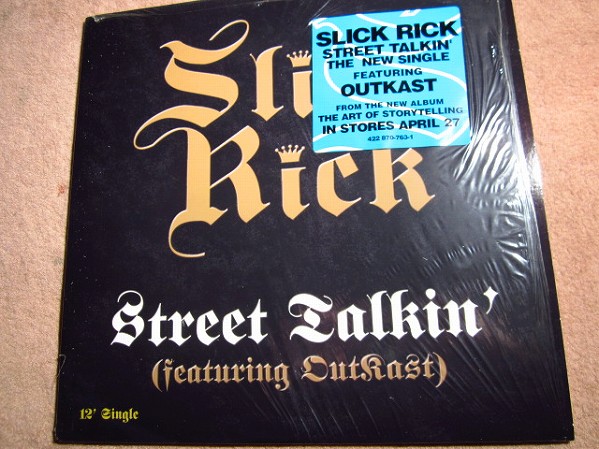 Sli
Rick
SLICK RICK
STREET TALKIN'
THE NEW SINGLE
FEATURING
OUTKAST
FROM THE NEW ALBUM
THE ART OF STORYTELLING
IN STORES APRIL 27
422 870-763-1
Street Talkin'
(featuring OutKast)
12' Single